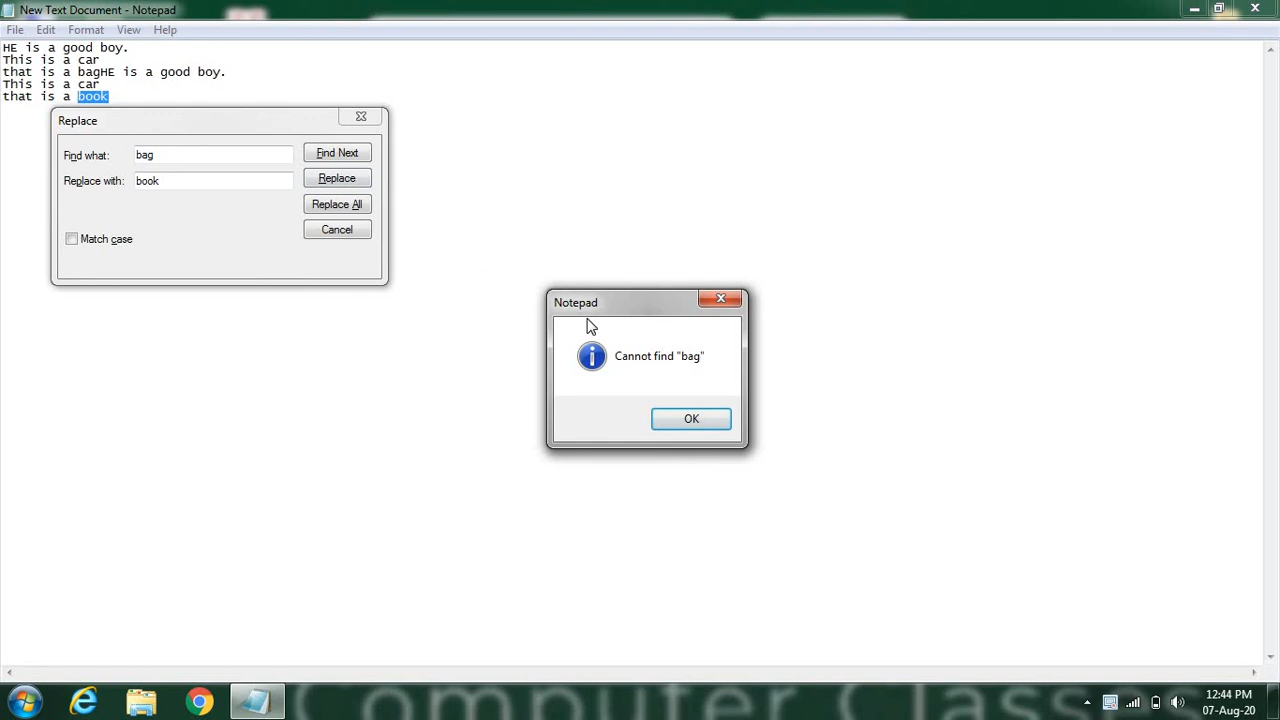 New Text Document - Notepad
File Edit Format View Help
HE is a good boy.
This is a car
that is a bagHE is a good boy.
This is a car
that is a book
Replace
Find what: bag Find Next
Replace with: book Replace
Replace All
Cancel
Match case
Notepad
Cannot find "bag"
OK
Computer Class
12:44 PM
07-Aug-20